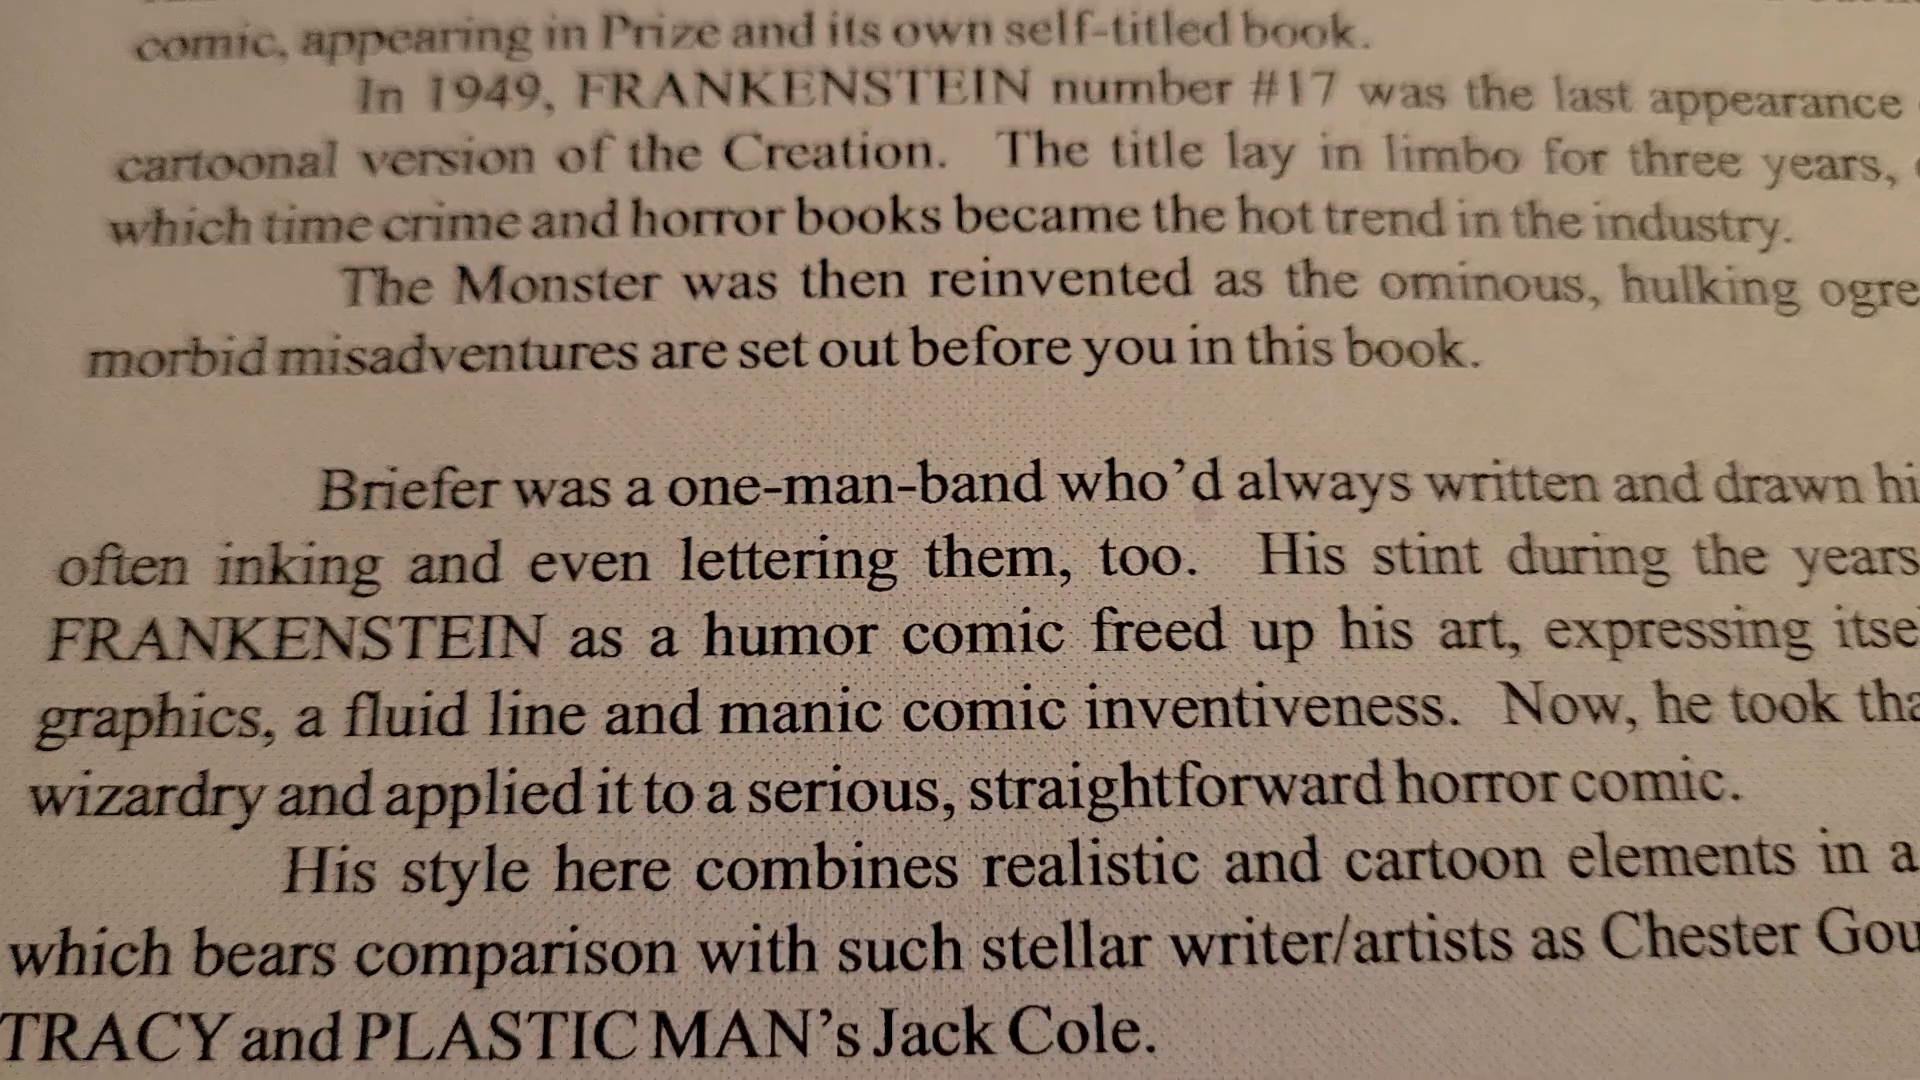 comic, appearing in Prize and its own self-titled book.
In 1949, FRANKENSTEIN number #17 was the last appearance
cartoonal version of the Creation. The title lay in limbo for three years,
which time crime and horror books became the hot trend in the industry.
The Monster was then reinvented as the ominous, hulking ogre
morbid misadventures are set out before you in this book.
Briefer was a one-man-band who'd always written and drawn hi
often inking and even lettering them, too. His stint during the years
FRANKENSTEIN as a humor comic freed up his art, expressing itse
graphics, a fluid line and manic comic inventiveness. Now, he took tha
wizardry and applied it to a serious, straightforward horror comic.
His style here combines realistic and cartoon elements in a
which bears comparison with such stellar writer/artists as Chester Gou
TRACY and PLASTIC MAN's Jack Cole.